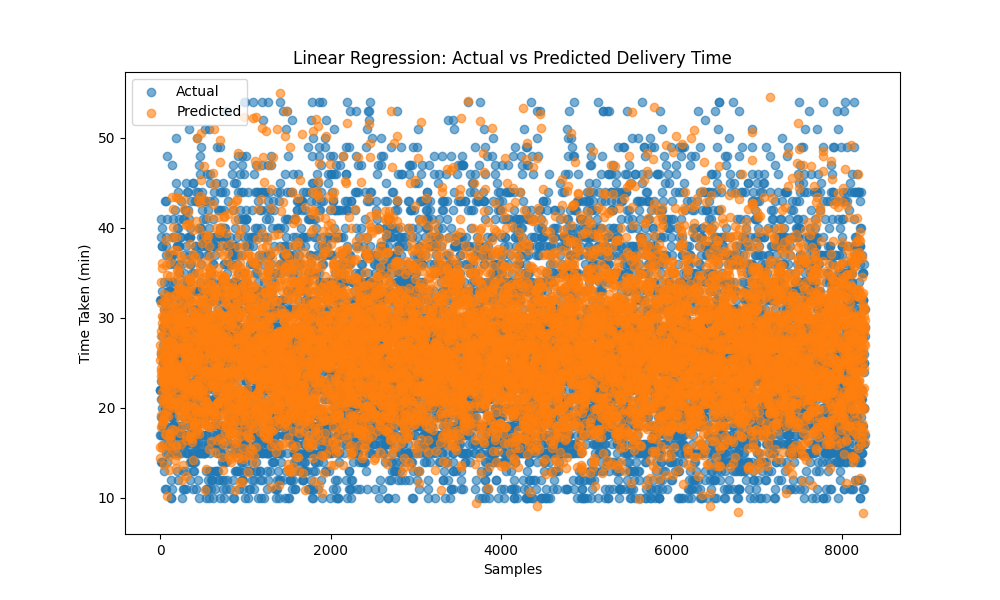 Linear Regression: Actual vs Predicted Delivery Time
Actual
Predicted
Time Taken (min)
50
40
30
20
10
0
2000
4000
6000
8000
Samples